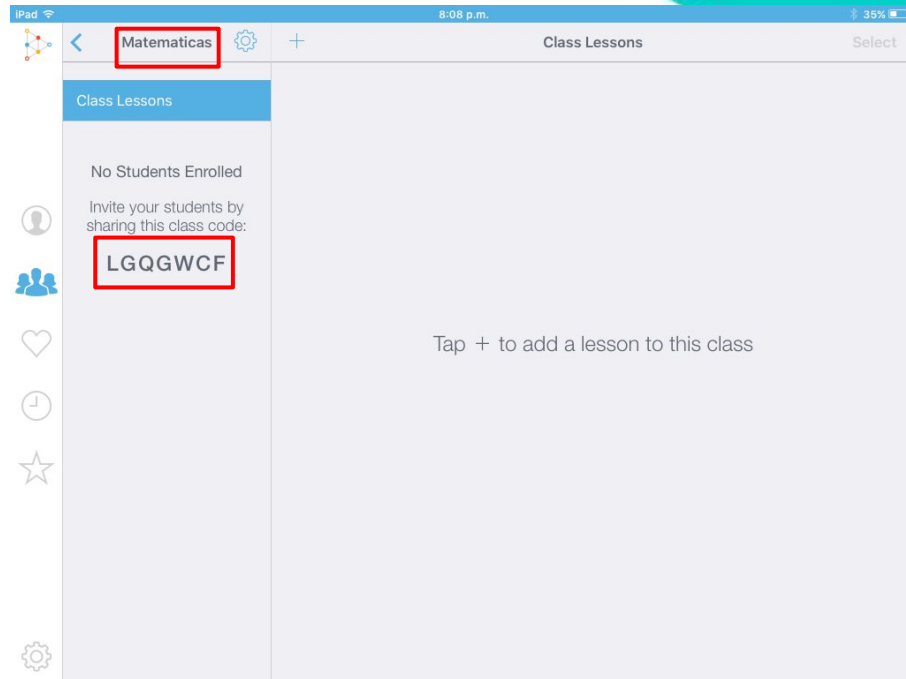 iPad 8:08 p.m. 35%
Matematicas + Class Lessons Select
Class Lessons
No Students Enrolled
Invite your students by
sharing this class code:
LGQGWCF
Tap + to add a lesson to this class